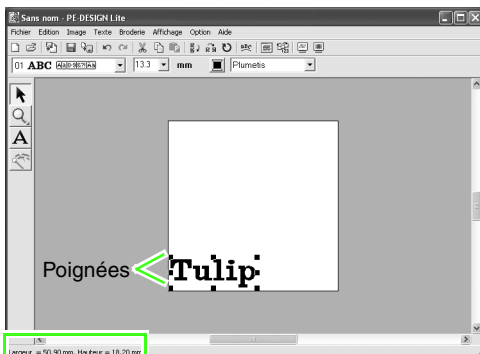 Sans nom - PE-DESIGN Lite
Fichier Edition Image Texte Broderie Affichage Option Aide
01 ABC 13.3 mm Plumetis
A
Poignées
Tulip
Largeur = 50.90 mm, Hauteur = 18.20 mm